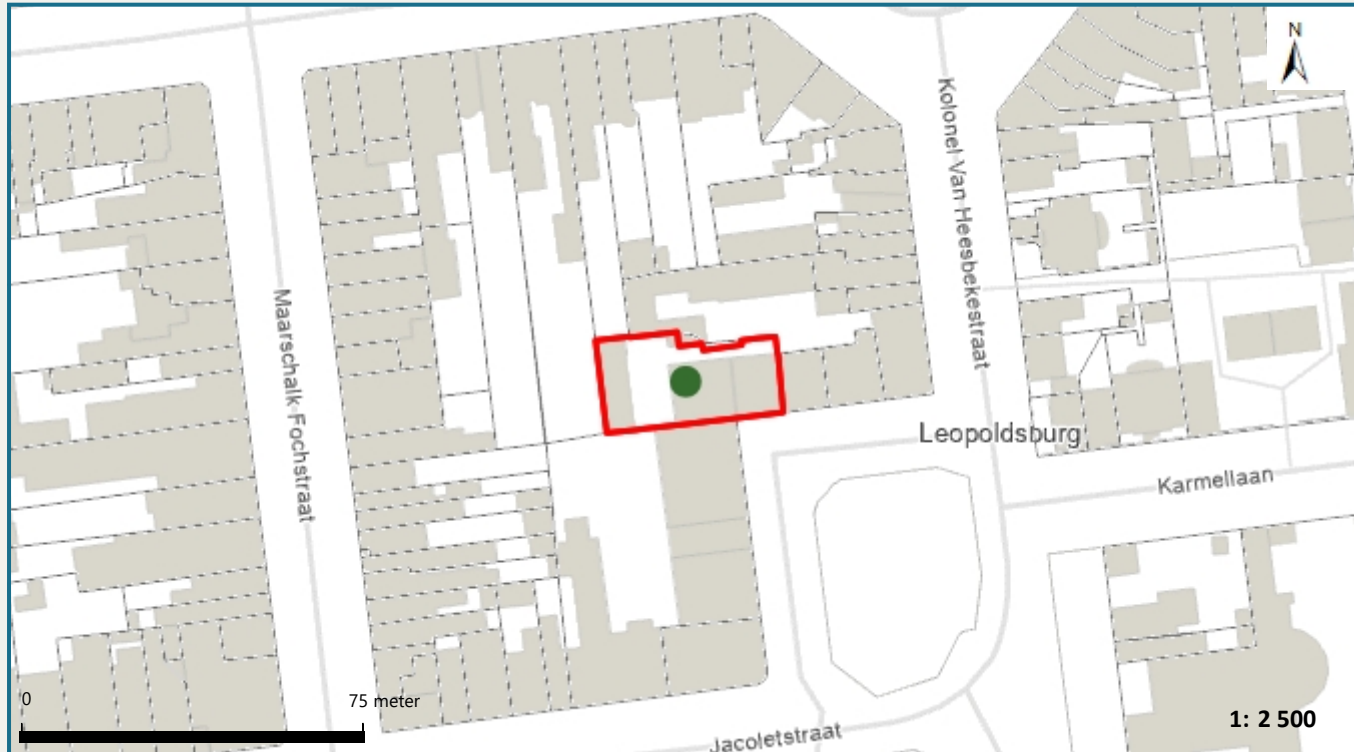 N
Kolonel Van Heesbekestraat
Maarschalk Fochstraat
Leopoldsburg
Karmellaan
0
75 meter
1: 2 500
Jacoletstraat